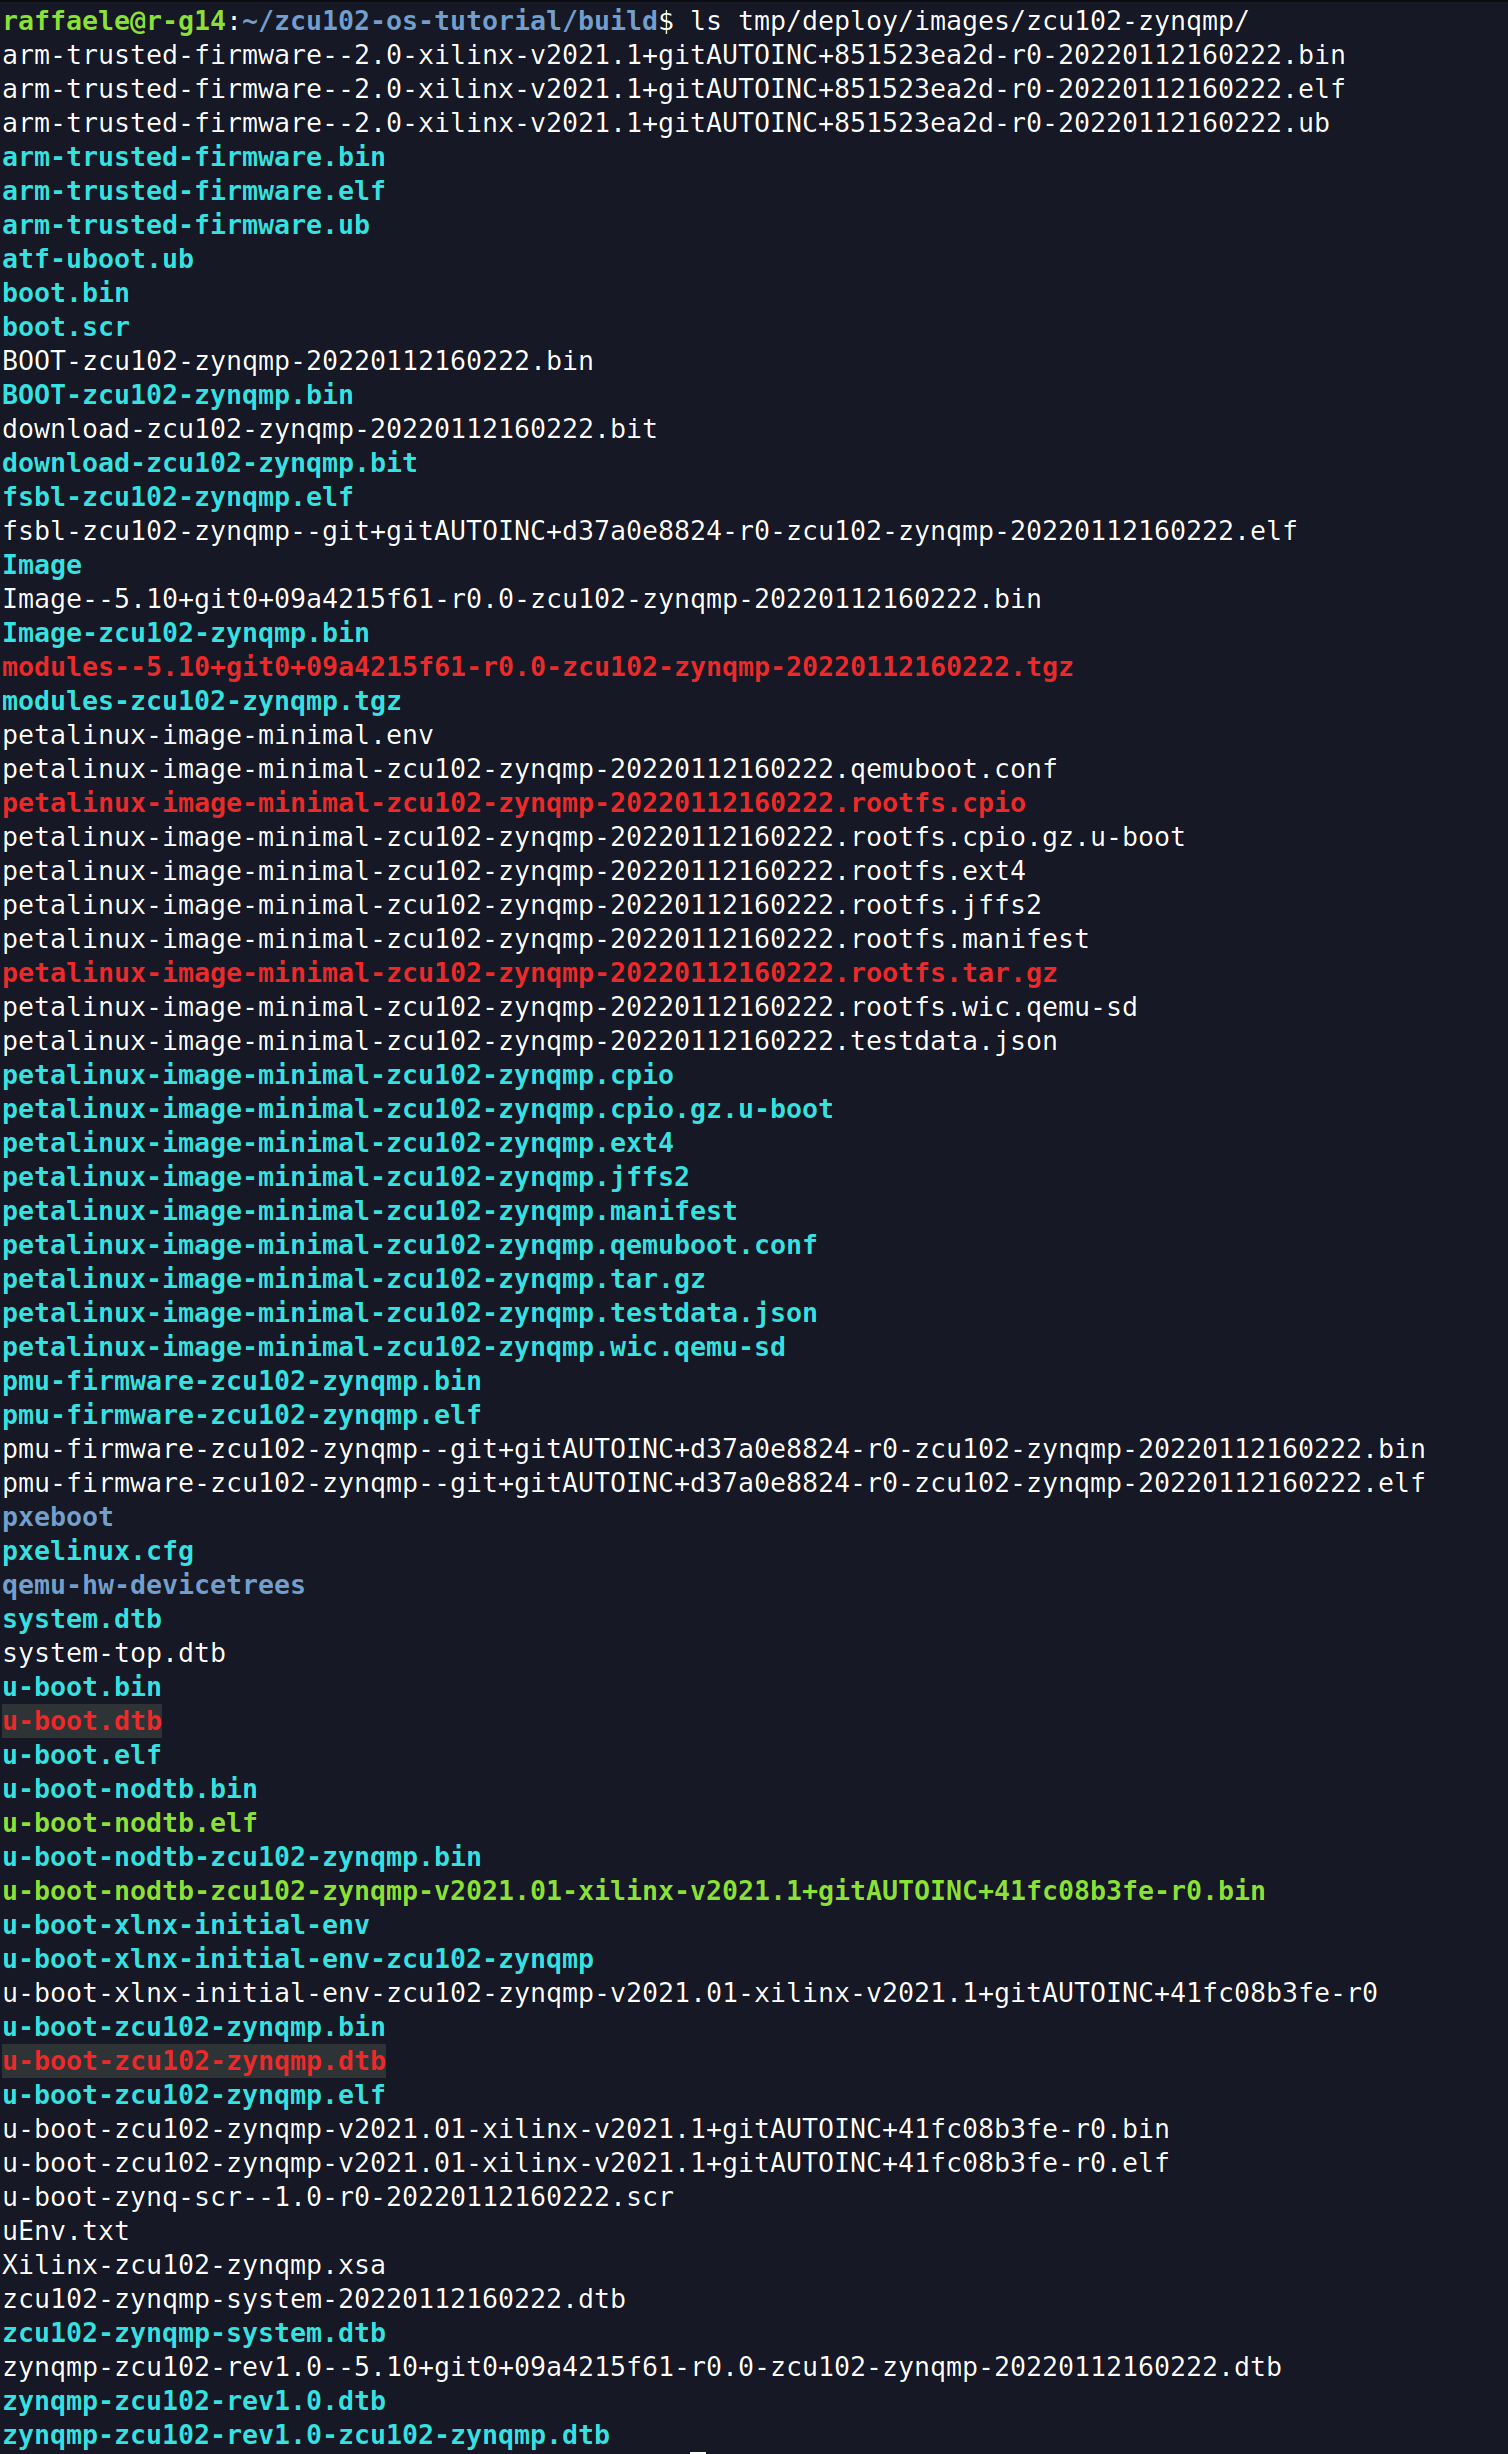 raffaele@r-g14:~/zcu102-os-tutorial/build$ ls tmp/deploy/images/zcu102-zynqmp/
arm-trusted-firmware--2.0-xilinx-v2021.1+gitAUTOINC+851523ea2d-r0-20220112160222.bin
arm-trusted-firmware--2.0-xilinx-v2021.1+gitAUTOINC+851523ea2d-r0-20220112160222.elf
arm-trusted-firmware--2.0-xilinx-v2021.1+gitAUTOINC+851523ea2d-r0-20220112160222.ub
arm-trusted-firmware.bin
arm-trusted-firmware.elf
arm-trusted-firmware.ub
atf-uboot.ub
boot.bin
boot.scr
BOOT-zcu102-zynqmp-20220112160222.bin
BOOT-zcu102-zynqmp.bin
download-zcu102-zynqmp-20220112160222.bit
download-zcu102-zynqmp.bit
fsbl-zcu102-zynqmp.elf
fsbl-zcu102-zynqmp--git+gitAUTOINC+d37a0e8824-r0-zcu102-zynqmp-20220112160222.elf
Image
Image--5.10+git0+09a4215f61-r0.0-zcu102-zynqmp-20220112160222.bin
Image-zcu102-zynqmp.bin
modules--5.10+git0+09a4215f61-r0.0-zcu102-zynqmp-20220112160222.tgz
modules-zcu102-zynqmp.tgz
petalinux-image-minimal.env
petalinux-image-minimal-zcu102-zynqmp-20220112160222.qemuboot.conf
petalinux-image-minimal-zcu102-zynqmp-20220112160222.rootfs.cpio
petalinux-image-minimal-zcu102-zynqmp-20220112160222.rootfs.cpio.gz.u-boot
petalinux-image-minimal-zcu102-zynqmp-20220112160222.rootfs.ext4
petalinux-image-minimal-zcu102-zynqmp-20220112160222.rootfs.jffs2
petalinux-image-minimal-zcu102-zynqmp-20220112160222.rootfs.manifest
petalinux-image-minimal-zcu102-zynqmp-20220112160222.rootfs.tar.gz
petalinux-image-minimal-zcu102-zynqmp-20220112160222.rootfs.wic.qemu-sd
petalinux-image-minimal-zcu102-zynqmp-20220112160222.testdata.json
petalinux-image-minimal-zcu102-zynqmp.cpio
petalinux-image-minimal-zcu102-zynqmp.cpio.gz.u-boot
petalinux-image-minimal-zcu102-zynqmp.ext4
petalinux-image-minimal-zcu102-zynqmp.jffs2
petalinux-image-minimal-zcu102-zynqmp.manifest
petalinux-image-minimal-zcu102-zynqmp.qemuboot.conf
petalinux-image-minimal-zcu102-zynqmp.tar.gz
petalinux-image-minimal-zcu102-zynqmp.testdata.json
petalinux-image-minimal-zcu102-zynqmp.wic.qemu-sd
pmu-firmware-zcu102-zynqmp.bin
pmu-firmware-zcu102-zynqmp.elf
pmu-firmware-zcu102-zynqmp--git+gitAUTOINC+d37a0e8824-r0-zcu102-zynqmp-20220112160222.bin
pmu-firmware-zcu102-zynqmp--git+gitAUTOINC+d37a0e8824-r0-zcu102-zynqmp-20220112160222.elf
pxeboot
pxelinux.cfg
qemu-hw-devicetrees
system.dtb
system-top.dtb
u-boot.bin
u-boot.dtb
u-boot.elf
u-boot-nodtb.bin
u-boot-nodtb.elf
u-boot-nodtb-zcu102-zynqmp.bin
u-boot-nodtb-zcu102-zynqmp-v2021.01-xilinx-v2021.1+gitAUTOINC+41fc08b3fe-r0.bin
u-boot-xlnx-initial-env
u-boot-xlnx-initial-env-zcu102-zynqmp
u-boot-xlnx-initial-env-zcu102-zynqmp-v2021.01-xilinx-v2021.1+gitAUTOINC+41fc08b3fe-r0
u-boot-zcu102-zynqmp.bin
u-boot-zcu102-zynqmp.dtb
u-boot-zcu102-zynqmp.elf
u-boot-zcu102-zynqmp-v2021.01-xilinx-v2021.1+gitAUTOINC+41fc08b3fe-r0.bin
u-boot-zcu102-zynqmp-v2021.01-xilinx-v2021.1+gitAUTOINC+41fc08b3fe-r0.elf
u-boot-zynq-scr--1.0-r0-20220112160222.scr
uEnv.txt
Xilinx-zcu102-zynqmp.xsa
zcu102-zynqmp-system-20220112160222.dtb
zcu102-zynqmp-system.dtb
zynqmp-zcu102-rev1.0--5.10+git0+09a4215f61-r0.0-zcu102-zynqmp-20220112160222.dtb
zynqmp-zcu102-rev1.0.dtb
zynqmp-zcu102-rev1.0-zcu102-zynqmp.dtb